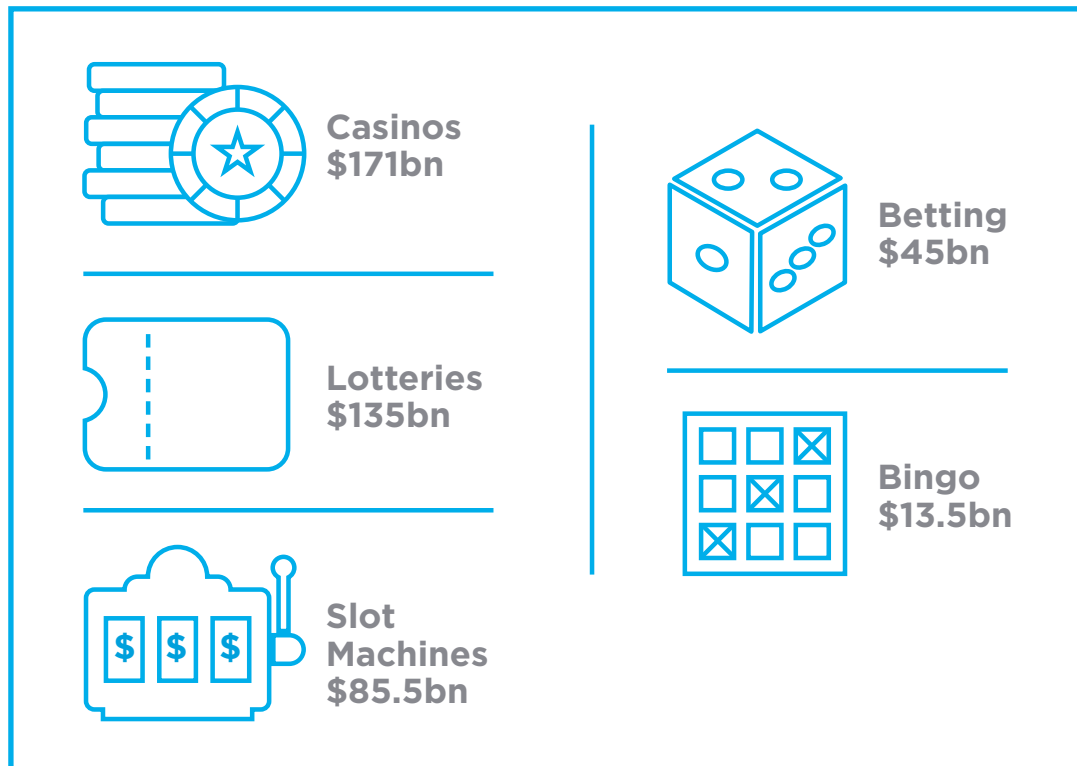 Casinos
$171bn
Lotteries
$135bn
$ $ $
Slot
Machines
$85.5bn
Betting
$45bn
Bingo
$13.5bn